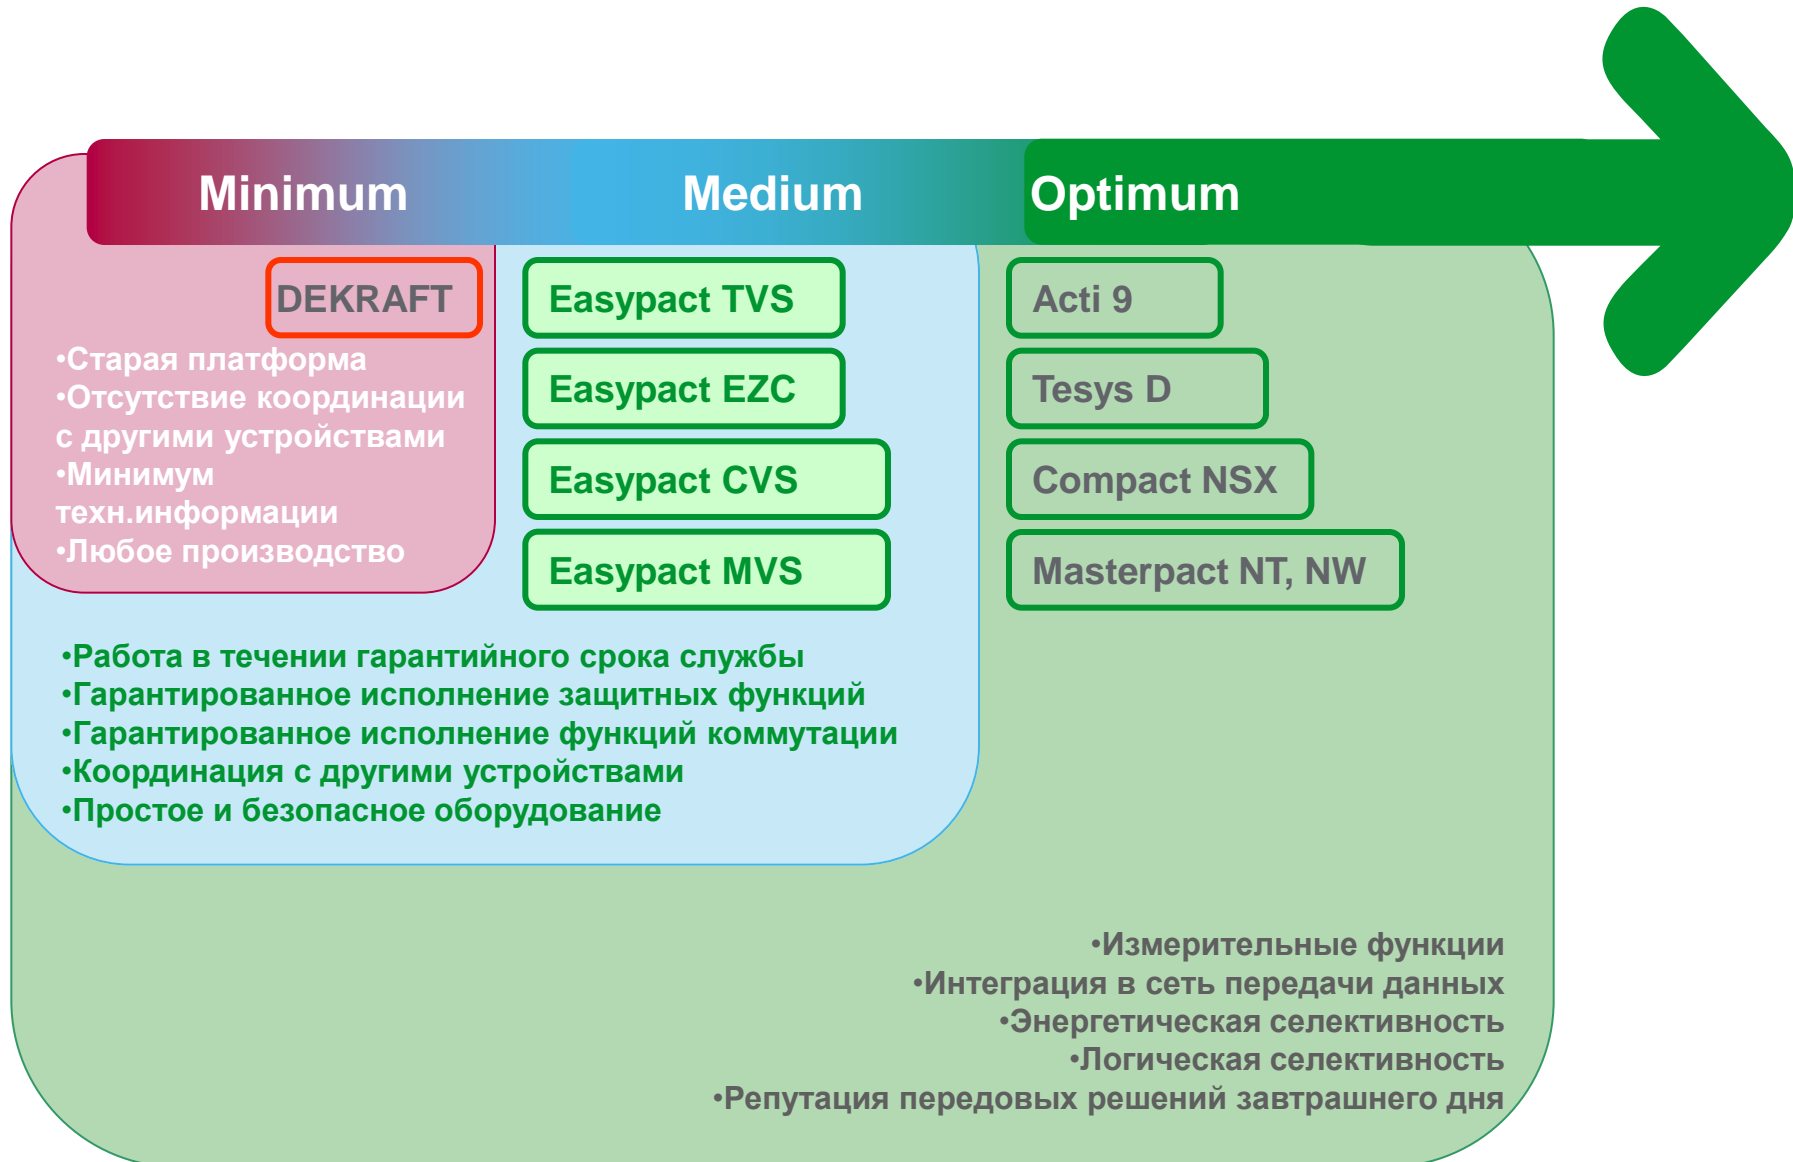 Minimum
Medium
Optimum
DEKRAFT
•Старая платформа
•Отсутствие координации
с другими устройствами
•Минимум
техн.информации
•Любое производство
Easypact TVS
Easypact EZC
Easypact CVS
Easypact MVS
Acti 9
Tesys D
Compact NSX
Masterpact NT, NW
•Работа в течении гарантийного срока службы
•Гарантированное исполнение защитных функций
•Гарантированное исполнение функций коммутации
•Координация с другими устройствами
•Простое и безопасное оборудование
•Измерительные функции
•Интеграция в сеть передачи данных
•Энергетическая селективность
•Логическая селективность
•Репутация передовых решений завтрашнего дня